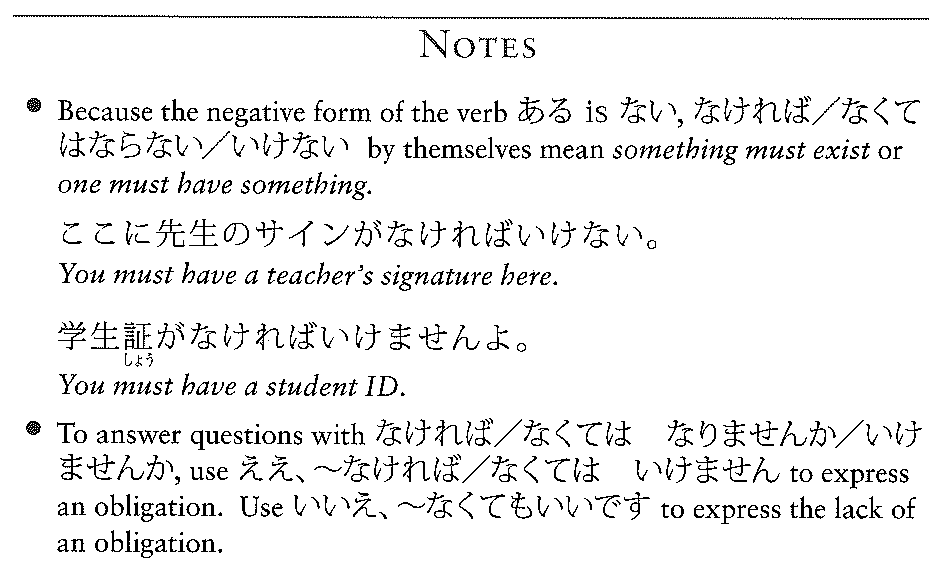 NOTES
● Because the negative form of the verb ある is ない, なければ／なくて
はならない／いけない by themselves mean something must exist or
one must have something.
ここに先生のサインがなければいけない。
You must have a teacher's signature here.
学生証がなければいけませんよ。
しょう
You must have a student ID.
● To answer questions with なければ／なくては　なりませんか／いけ
ませんか, use ええ、～なければ／なくては　いけません to express
an obligation. Use いいえ、～なくてもいいです to express the lack of
an obligation.